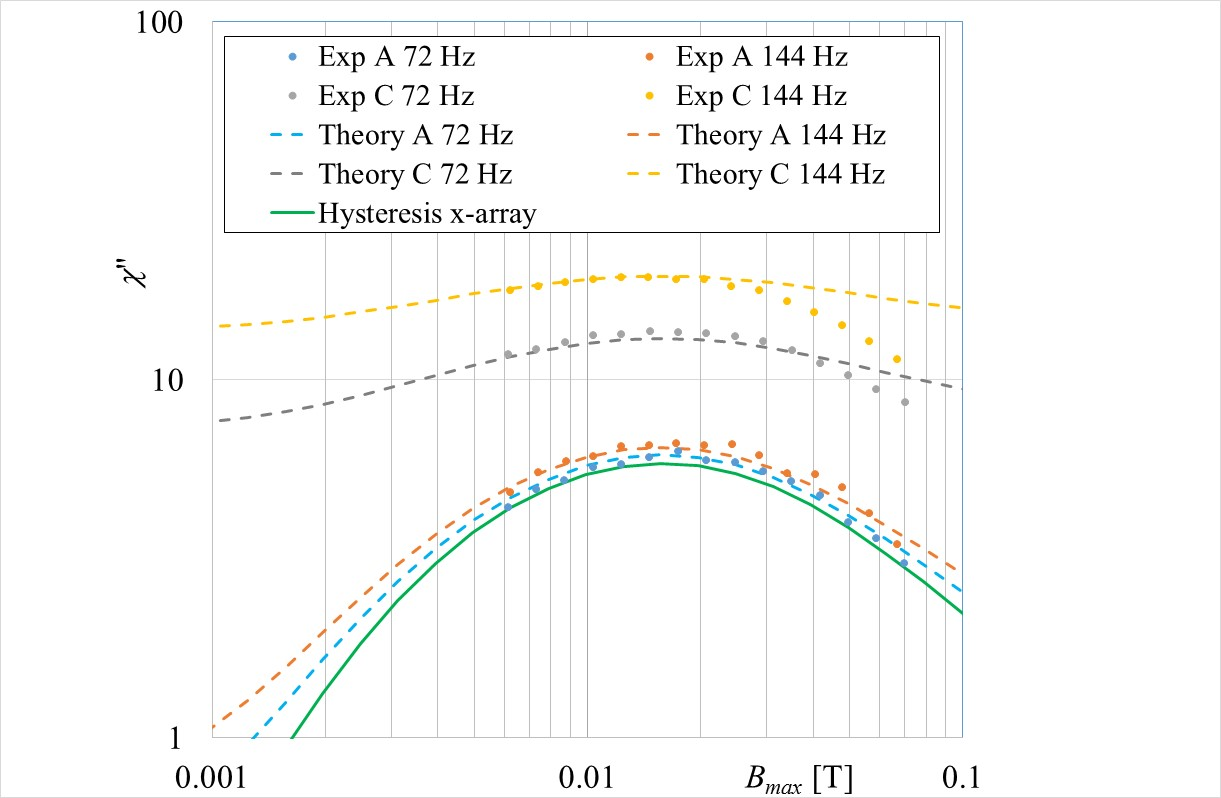 100
Exp A 72 Hz Exp A 144 Hz
Exp C 72 Hz Exp C 144 Hz
Theory A 72 Hz Theory A 144 Hz
Theory C 72 Hz Theory C 144 Hz
Hysteresis x-array
χ"
10
1
0.001 0.01 Bmax [T] 0.1